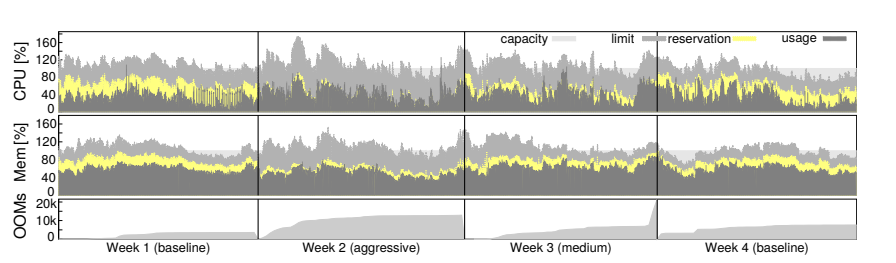 capacity limit reservation usage
CPU [%]
160
120
80
40
0
Mem [%]
160
120
80
40
0
OOMs
20k
10k
0
Week 1 (baseline) Week 2 (aggressive) Week 3 (medium) Week 4 (baseline)